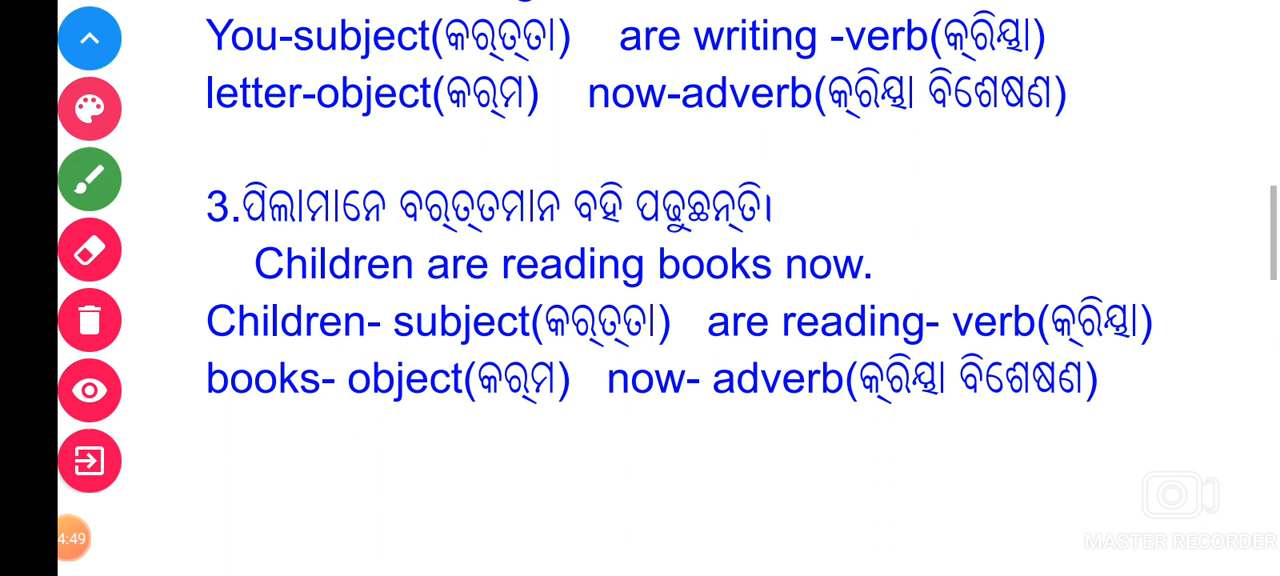 You-subject(କର୍‌ତ୍‌ତା) are writing -verb(କ୍‌ରିୟା)
letter-object(କର୍‌ମ) now-adverb(କ୍‌ରିୟା ବିଶେଷଣ)
3.ପିଲାମାନେ ବର୍‌ତ୍‌ତମାନ ବହି ପଢୁଛନ୍‌ତି।
Children are reading books now.
Children- subject(କର୍‌ତ୍‌ତା) are reading- verb(କ୍‌ରିୟା)
books- object(କର୍‌ମ) now- adverb(କ୍‌ରିୟା ବିଶେଷଣ)
4:49
MASTER RECORDER